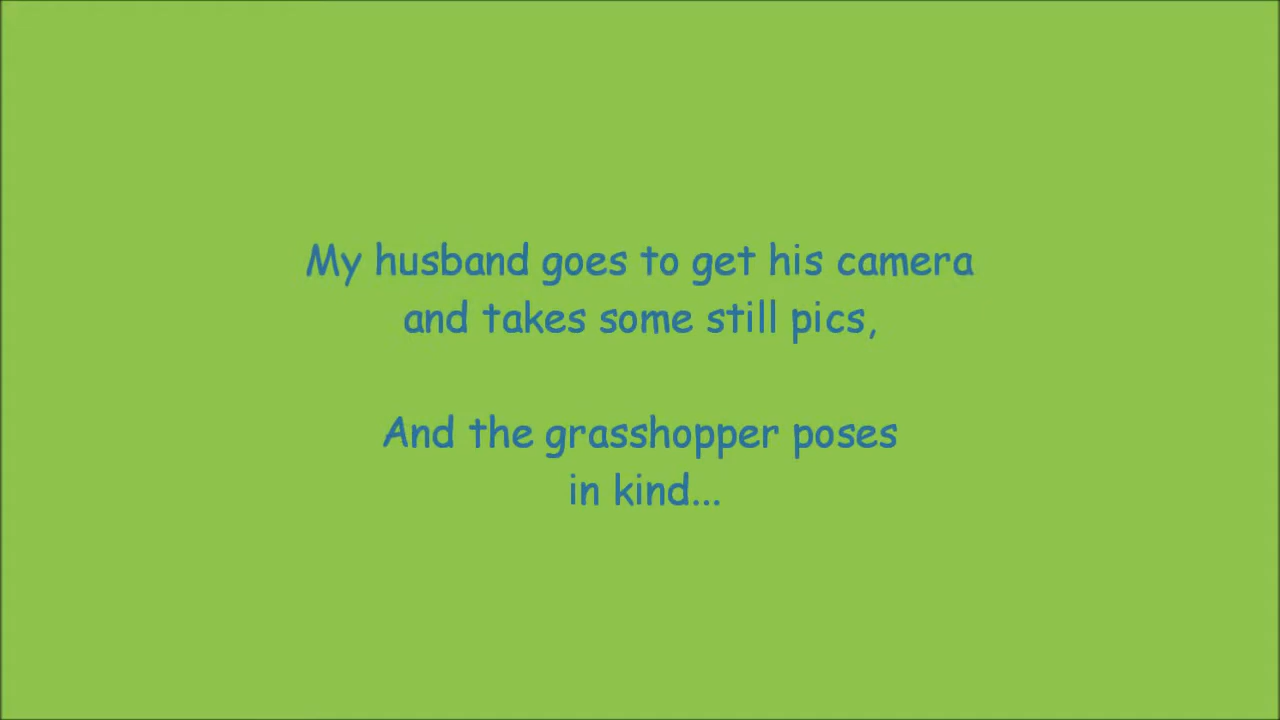 My husband goes to get his camera
and takes some still pics,
And the grasshopper poses
in kind...